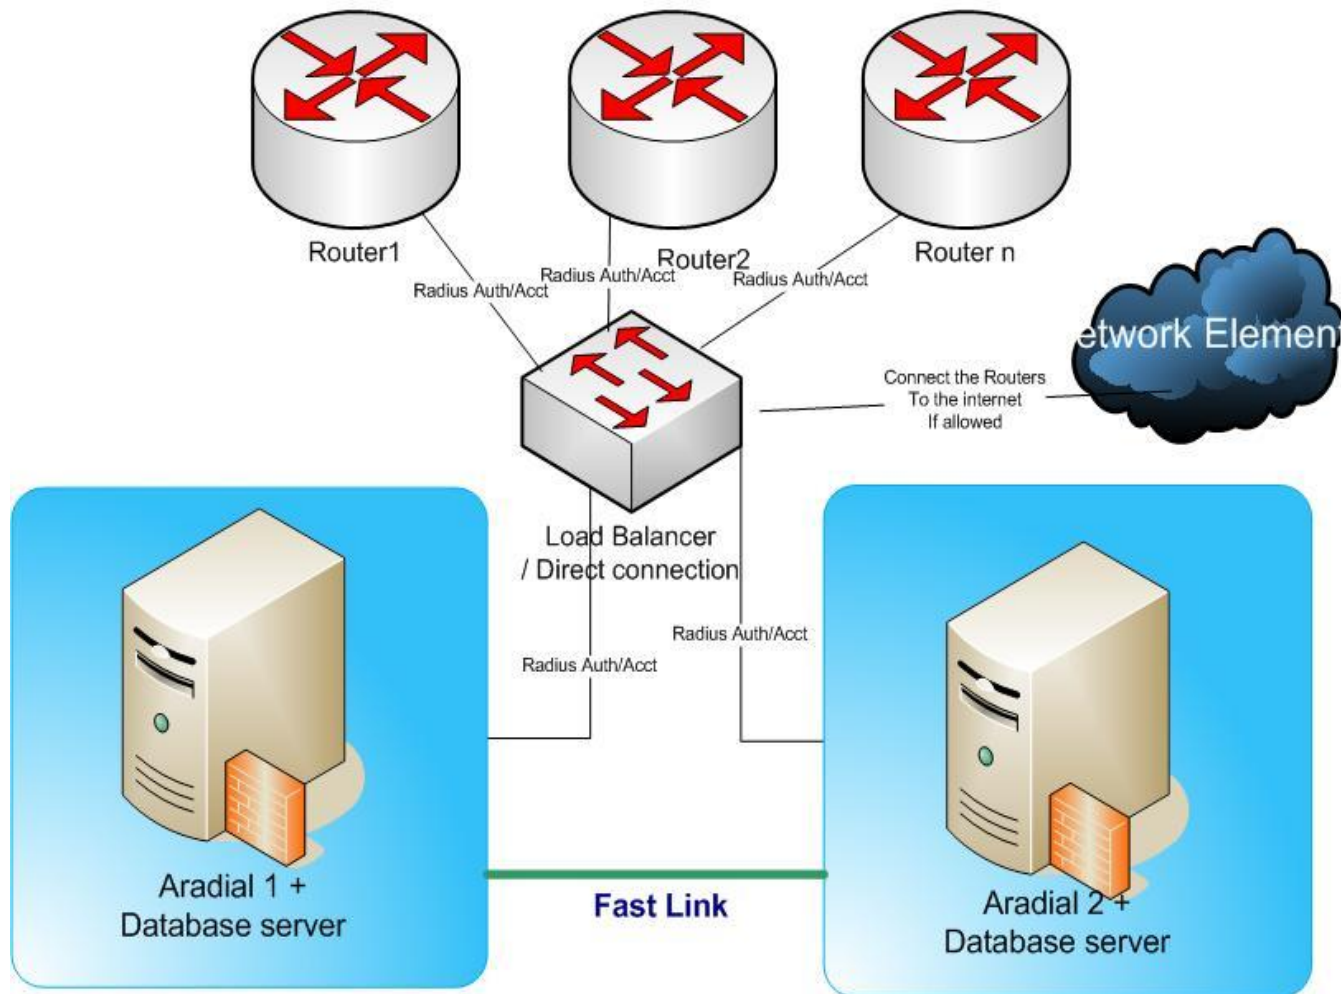 Router1
Router2
Router n
Radius Auth/Acct
Radius Auth/Acct
Radius Auth/Acct
etwork Elemen
Connect the Routers
To the internet
If allowed
Load Balancer
/ Direct connection
Radius Auth/Acct
Radius Auth/Acct
Aradial 1 +
Database server
Fast Link
Aradial 2 +
Database server